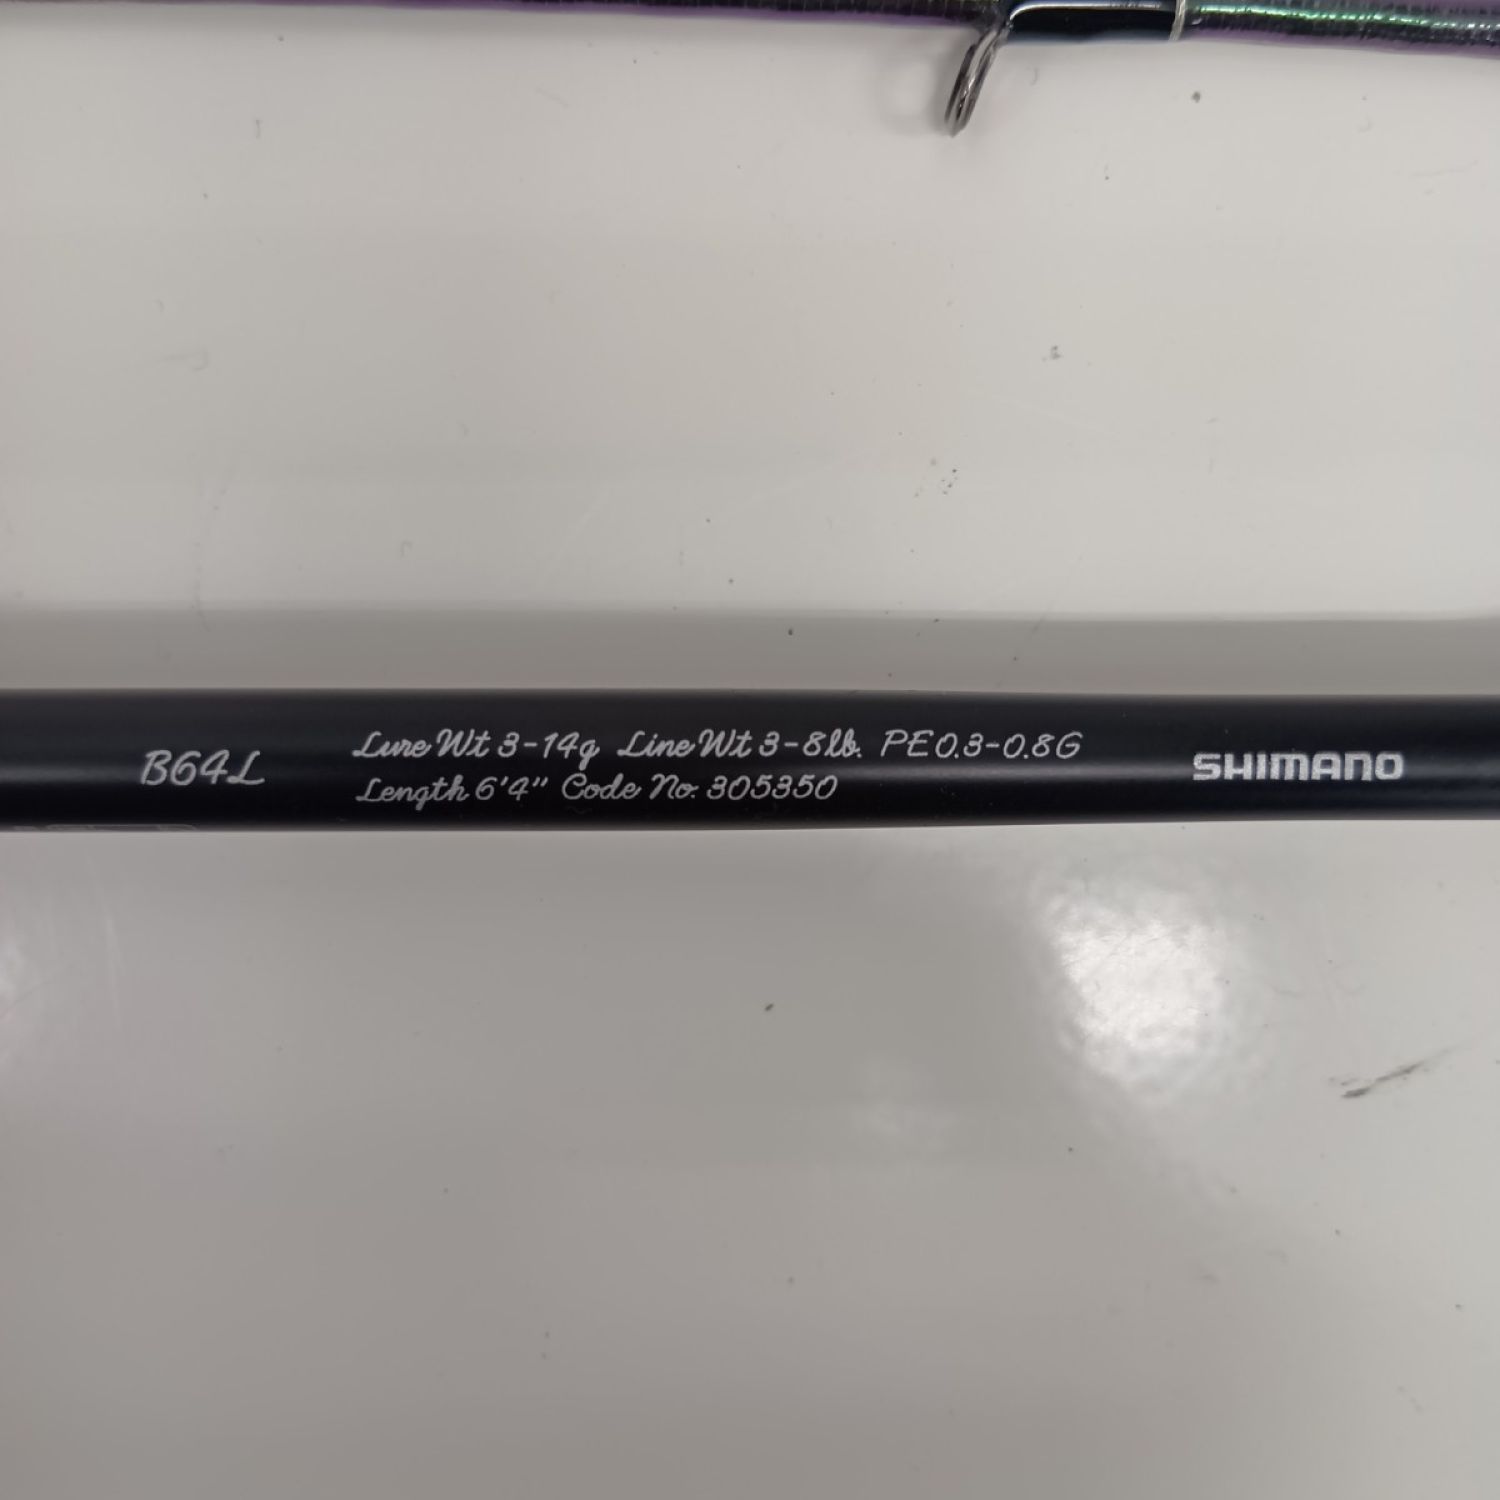 B64L
Lure Wt 3-14g Line Wt 3-8lb. PE0.3-0.8G
Length 6'4" Code No. 305350
SHIMANO